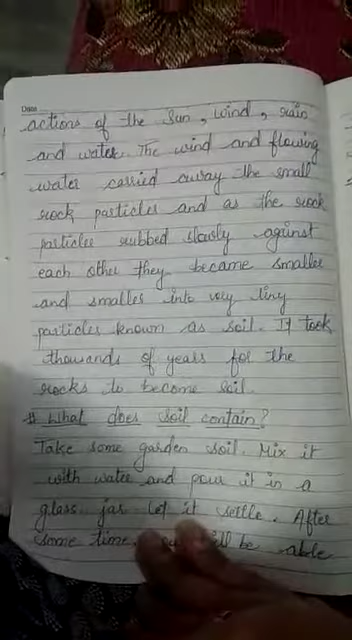 Date
actions of the Sun, wind, rain
and water. The wind and flowing
water carried away the small
rock particles and as the rock
particles rubbed slowly against
each other they became smaller
and smaller into very tiny
particles known as soil. It took
thousands of years for the
rocks to become soil.
# What does soil contain?
Take some garden soil. Mix it
with water and pour it in a
glass jar let it settle. After
some time, will be able